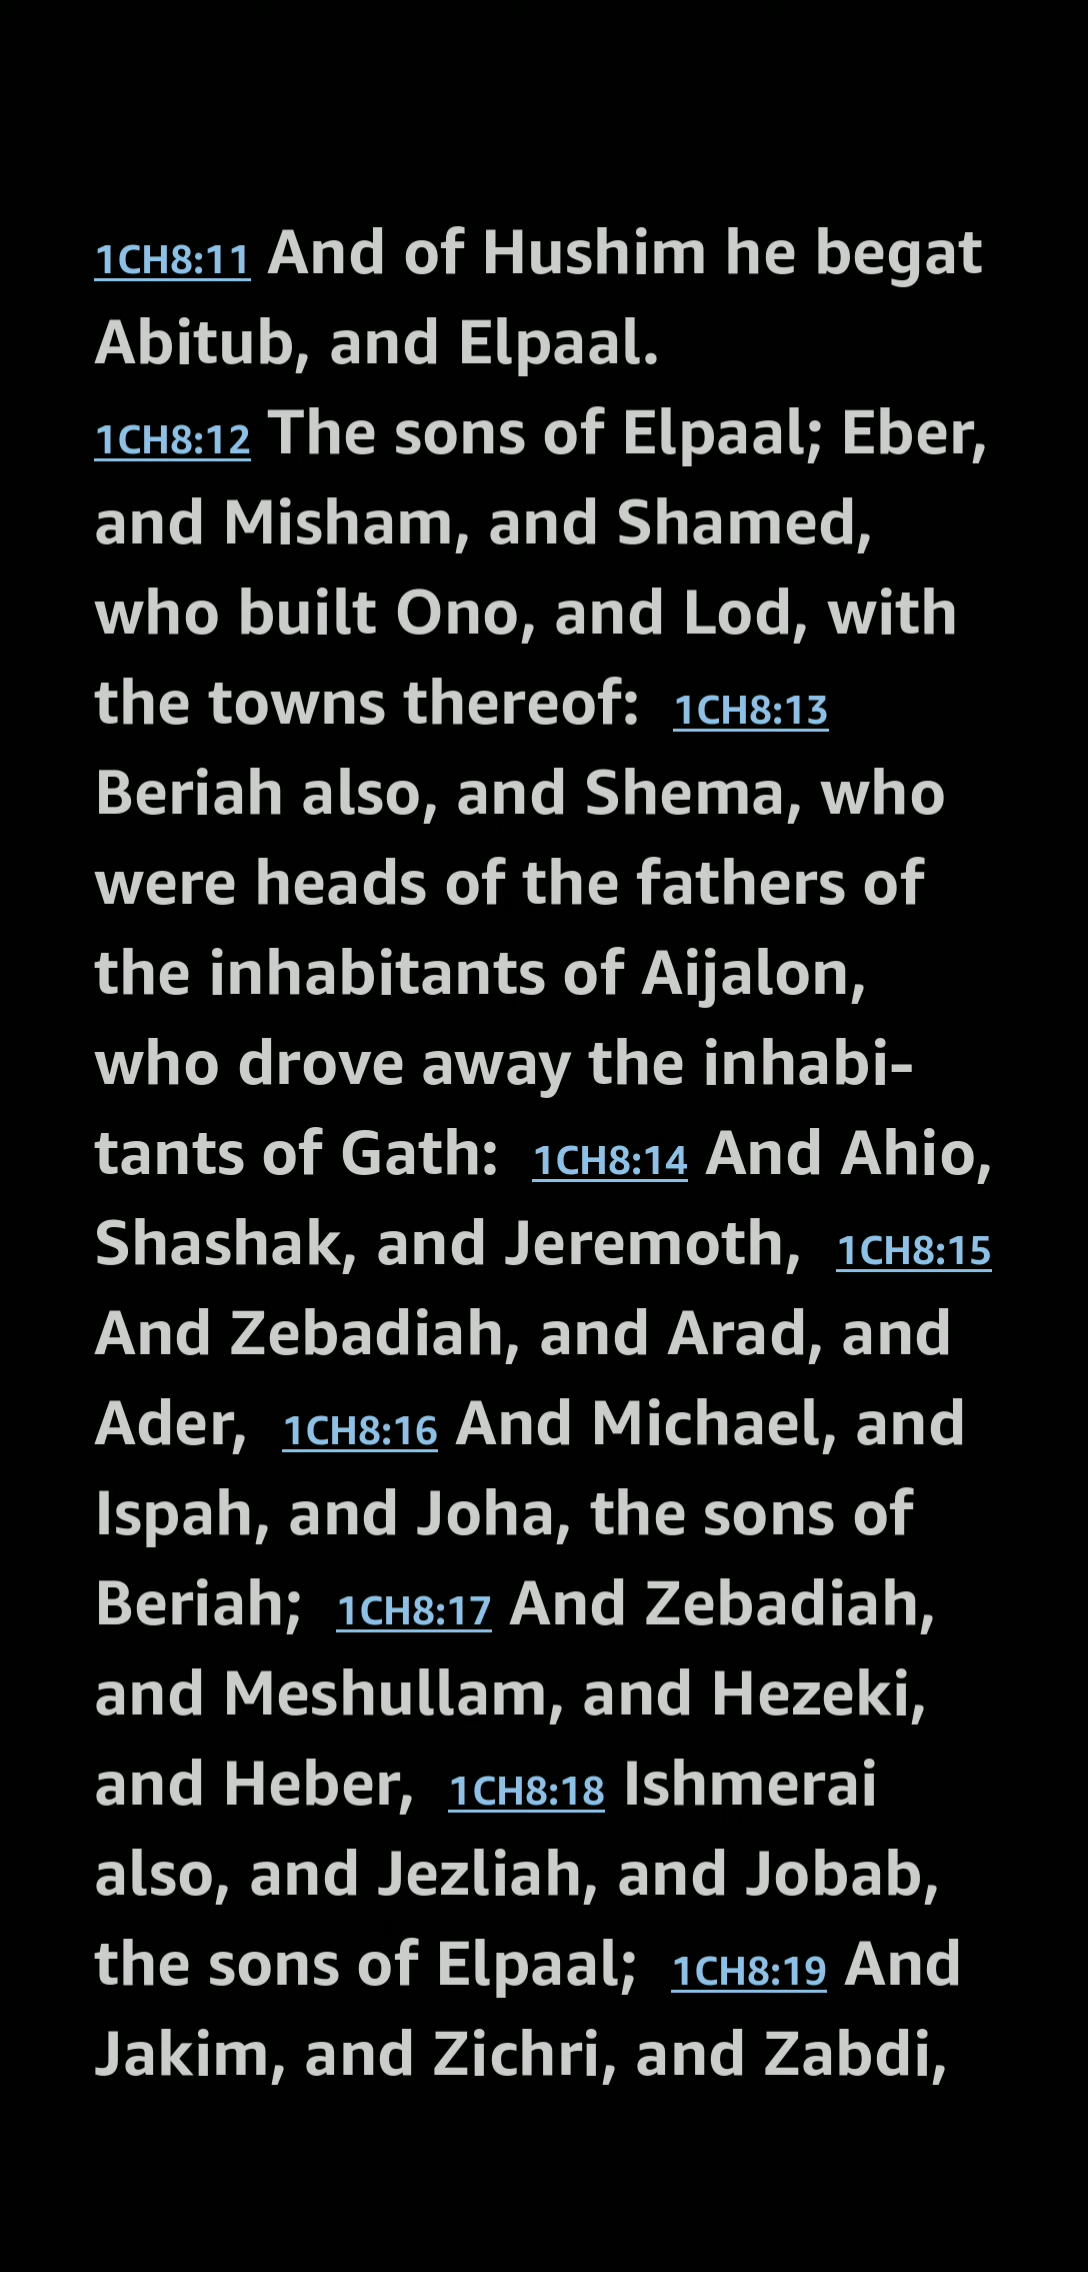 1CH8:11 And of Hushim he begat
Abitub, and Elpaal.
1CH8:12 The sons of Elpaal; Eber,
and Misham, and Shamed,
who built Ono, and Lod, with
the towns thereof: 1CH8:13
Beriah also, and Shema, who
were heads of the fathers of
the inhabitants of Aijalon,
who drove away the inhabi-
tants of Gath: 1CH8:14 And Ahio,
Shashak, and Jeremoth, 1CH8:15
And Zebadiah, and Arad, and
Ader, 1CH8:16 And Michael, and
Ispah, and Joha, the sons of
Beriah; 1CH8:17 And Zebadiah,
and Meshullam, and Hezeki,
and Heber, 1CH8:18 Ishmerai
also, and Jezliah, and Jobab,
the sons of Elpaal; 1CH8:19 And
Jakim, and Zichri, and Zabdi,